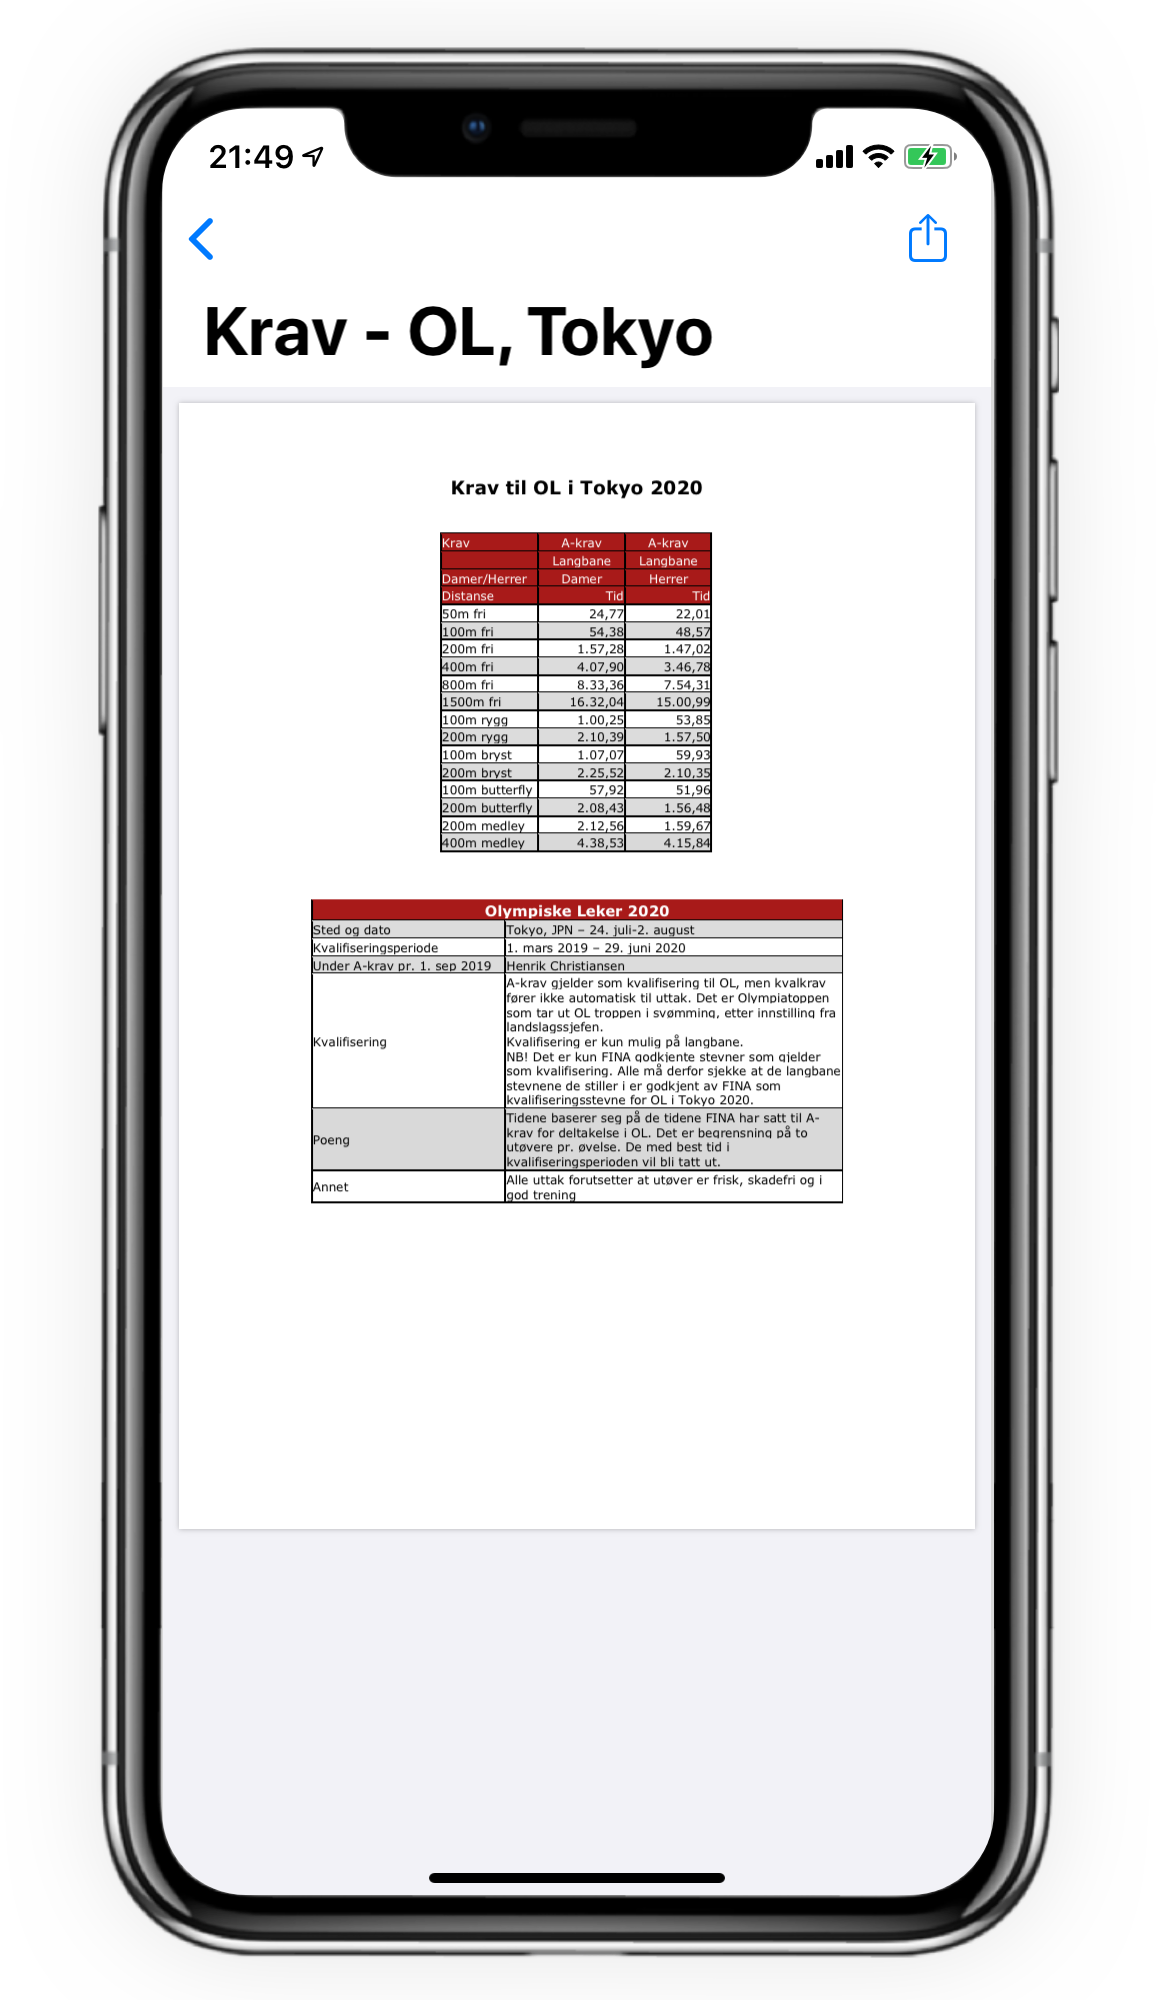 21:49
Krav - OL, Tokyo
Krav til OL i Tokyo 2020
Krav A-krav A-krav
Langbane Langbane
Damer/Herrer Damer Herrer
Distanse Tid Tid
50m fri 24,77 22,01
100m fri 54,38 48,57
200m fri 1.57,28 1.47,02
400m fri 4.07,90 3.46,78
800m fri 8.33,36 7.54,31
1500m fri 16.32,04 15.00,99
100m rygg 1.00,25 53,85
200m rygg 2.10,39 1.57,50
100m bryst 1.07,07 59,93
200m bryst 2.25,52 2.10,35
100m butterfly 57,92 51,96
200m butterfly 2.08,43 1.56,48
200m medley 2.12,56 1.59,67
400m medley 4.38,53 4.15,84
Olympiske Leker 2020
Sted og dato Tokyo, JPN – 24. juli-2. august
Kvalifiseringsperiode 1. mars 2019 – 29. juni 2020
Under A-krav pr. 1. sep 2019 Henrik Christiansen
Kvalifisering
A-krav gjelder som kvalifisering til OL, men kvalkrav
fører ikke automatisk til uttak. Det er Olympiatoppen
som tar ut OL troppen i svømming, etter innstilling fra
landslagssjefen.
Kvalifisering er kun mulig på langbane.
NB! Det er kun FINA godkjente stevner som gjelder
som kvalifisering. Alle må derfor sjekke at de langbane
stevnene de stiller i er godkjent av FINA som
kvalifiseringsstevne for OL i Tokyo 2020.
Poeng
Tidene baserer seg på de tidene FINA har satt til A-
krav for deltakelse i OL. Det er begrensning på to
utøvere pr. øvelse. De med best tid i
kvalifiseringsperioden vil bli tatt ut.
Annet
Alle uttak forutsetter at utøver er frisk, skadefri og i
god trening